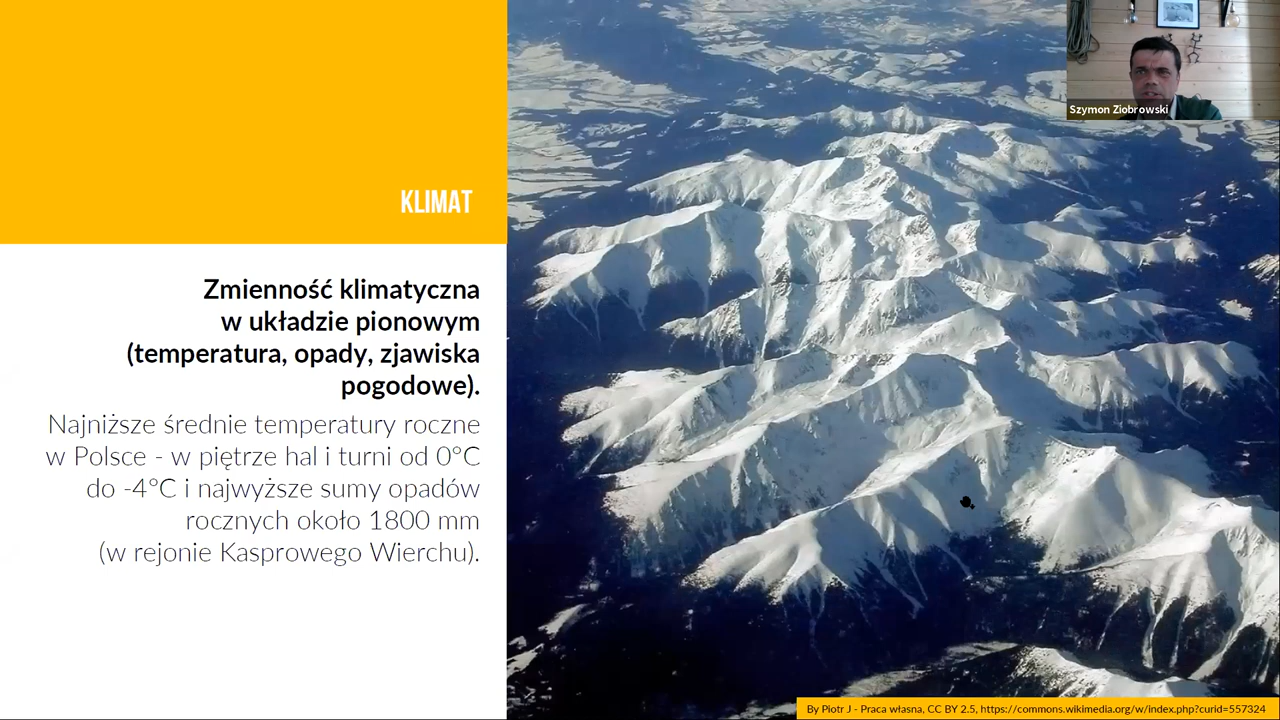 KLIMAT
Zmienność klimatyczna
w układzie pionowym
(temperatura, opady, zjawiska
pogodowe).
Najniższe średnie temperatury roczne
w Polsce - w piętrze hal i turni od 0°C
do -4°C i najwyższe sumy opadów
rocznych około 1800 mm
(w rejonie Kasprowego Wierchu).
Szymon Ziobrowski
By Piotr J - Praca własna, CC BY 2.5, https://commons.wikimedia.org/w/index.php?curid=557324